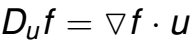 D_u f = ▽f · u